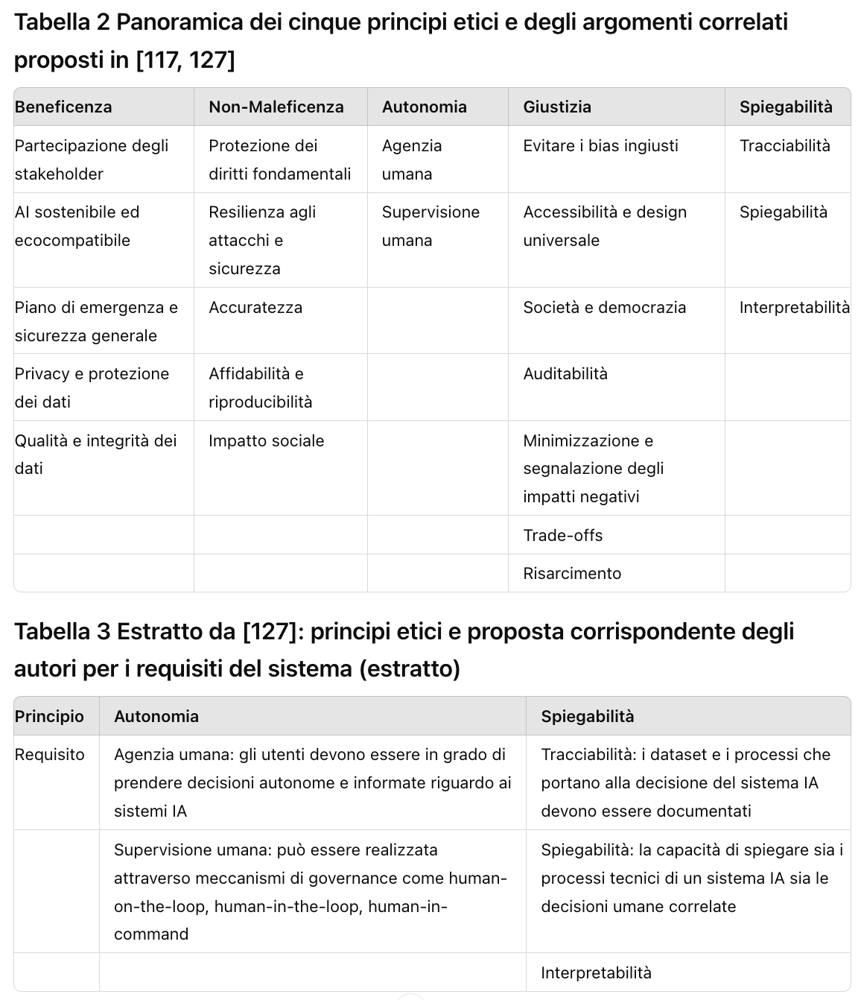 Tabella 2 Panoramica dei cinque principi etici e degli argomenti correlati
proposti in [117, 127]
Beneficenza Non-Maleficenza Autonomia Giustizia Spiegabilità
Partecipazione degli Protezione dei Agenzia Evitare i bias ingiusti Tracciabilità
stakeholder diritti fondamentali umana
AI sostenibile ed Resilienza agli Supervisione Accessibilità e design Spiegabilità
ecocompatibile attacchi e umana universale
sicurezza
Piano di emergenza e Accuratezza Società e democrazia Interpretabilità
sicurezza generale
Privacy e protezione Affidabilità e Auditabilità
dei dati riproducibilità
Qualità e integrità dei Impatto sociale Minimizzazione e
dati segnalazione degli
impatti negativi
Trade-offs
Risarcimento
Tabella 3 Estratto da [127]: principi etici e proposta corrispondente degli
autori per i requisiti del sistema (estratto)
Principio Autonomia Spiegabilità
Requisito Agenzia umana: gli utenti devono essere in grado di Tracciabilità: i dataset e i processi che
prendere decisioni autonome e informate riguardo ai portano alla decisione del sistema IA
sistemi IA devono essere documentati
Supervisione umana: può essere realizzata Spiegabilità: la capacità di spiegare sia i
attraverso meccanismi di governance come human- processi tecnici di un sistema IA sia le
on-the-loop, human-in-the-loop, human-in- decisioni umane correlate
command
Interpretabilità